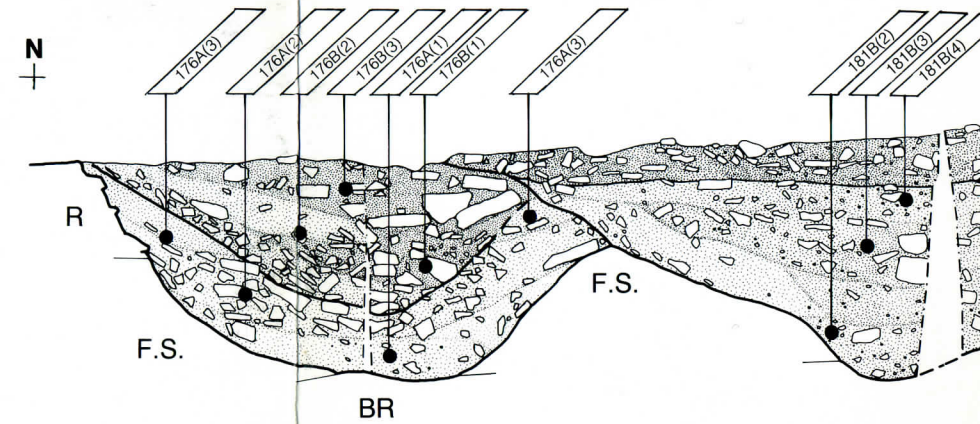 N
176A(3)
176A(2)
176B(2)
176B(3)
176A(1)
176B(1)
176A(3)
181B(2)
181B(3)
181B(4)
R
F.S.
F.S.
BR